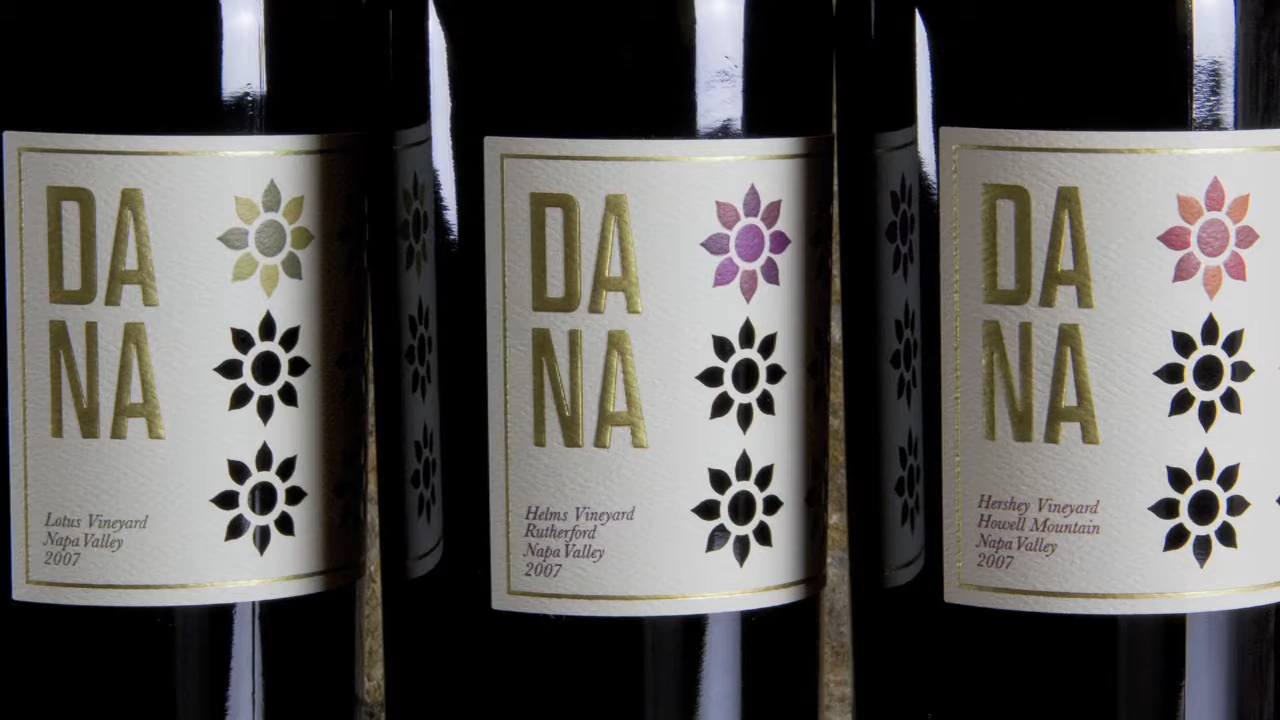 DA
NA
Lotus Vineyard
Napa Valley
2007
DA
NA
Helms Vineyard
Rutherford
Napa Valley
2007
DA
NA
Hershey Vineyard
Howell Mountain
Napa Valley
2007